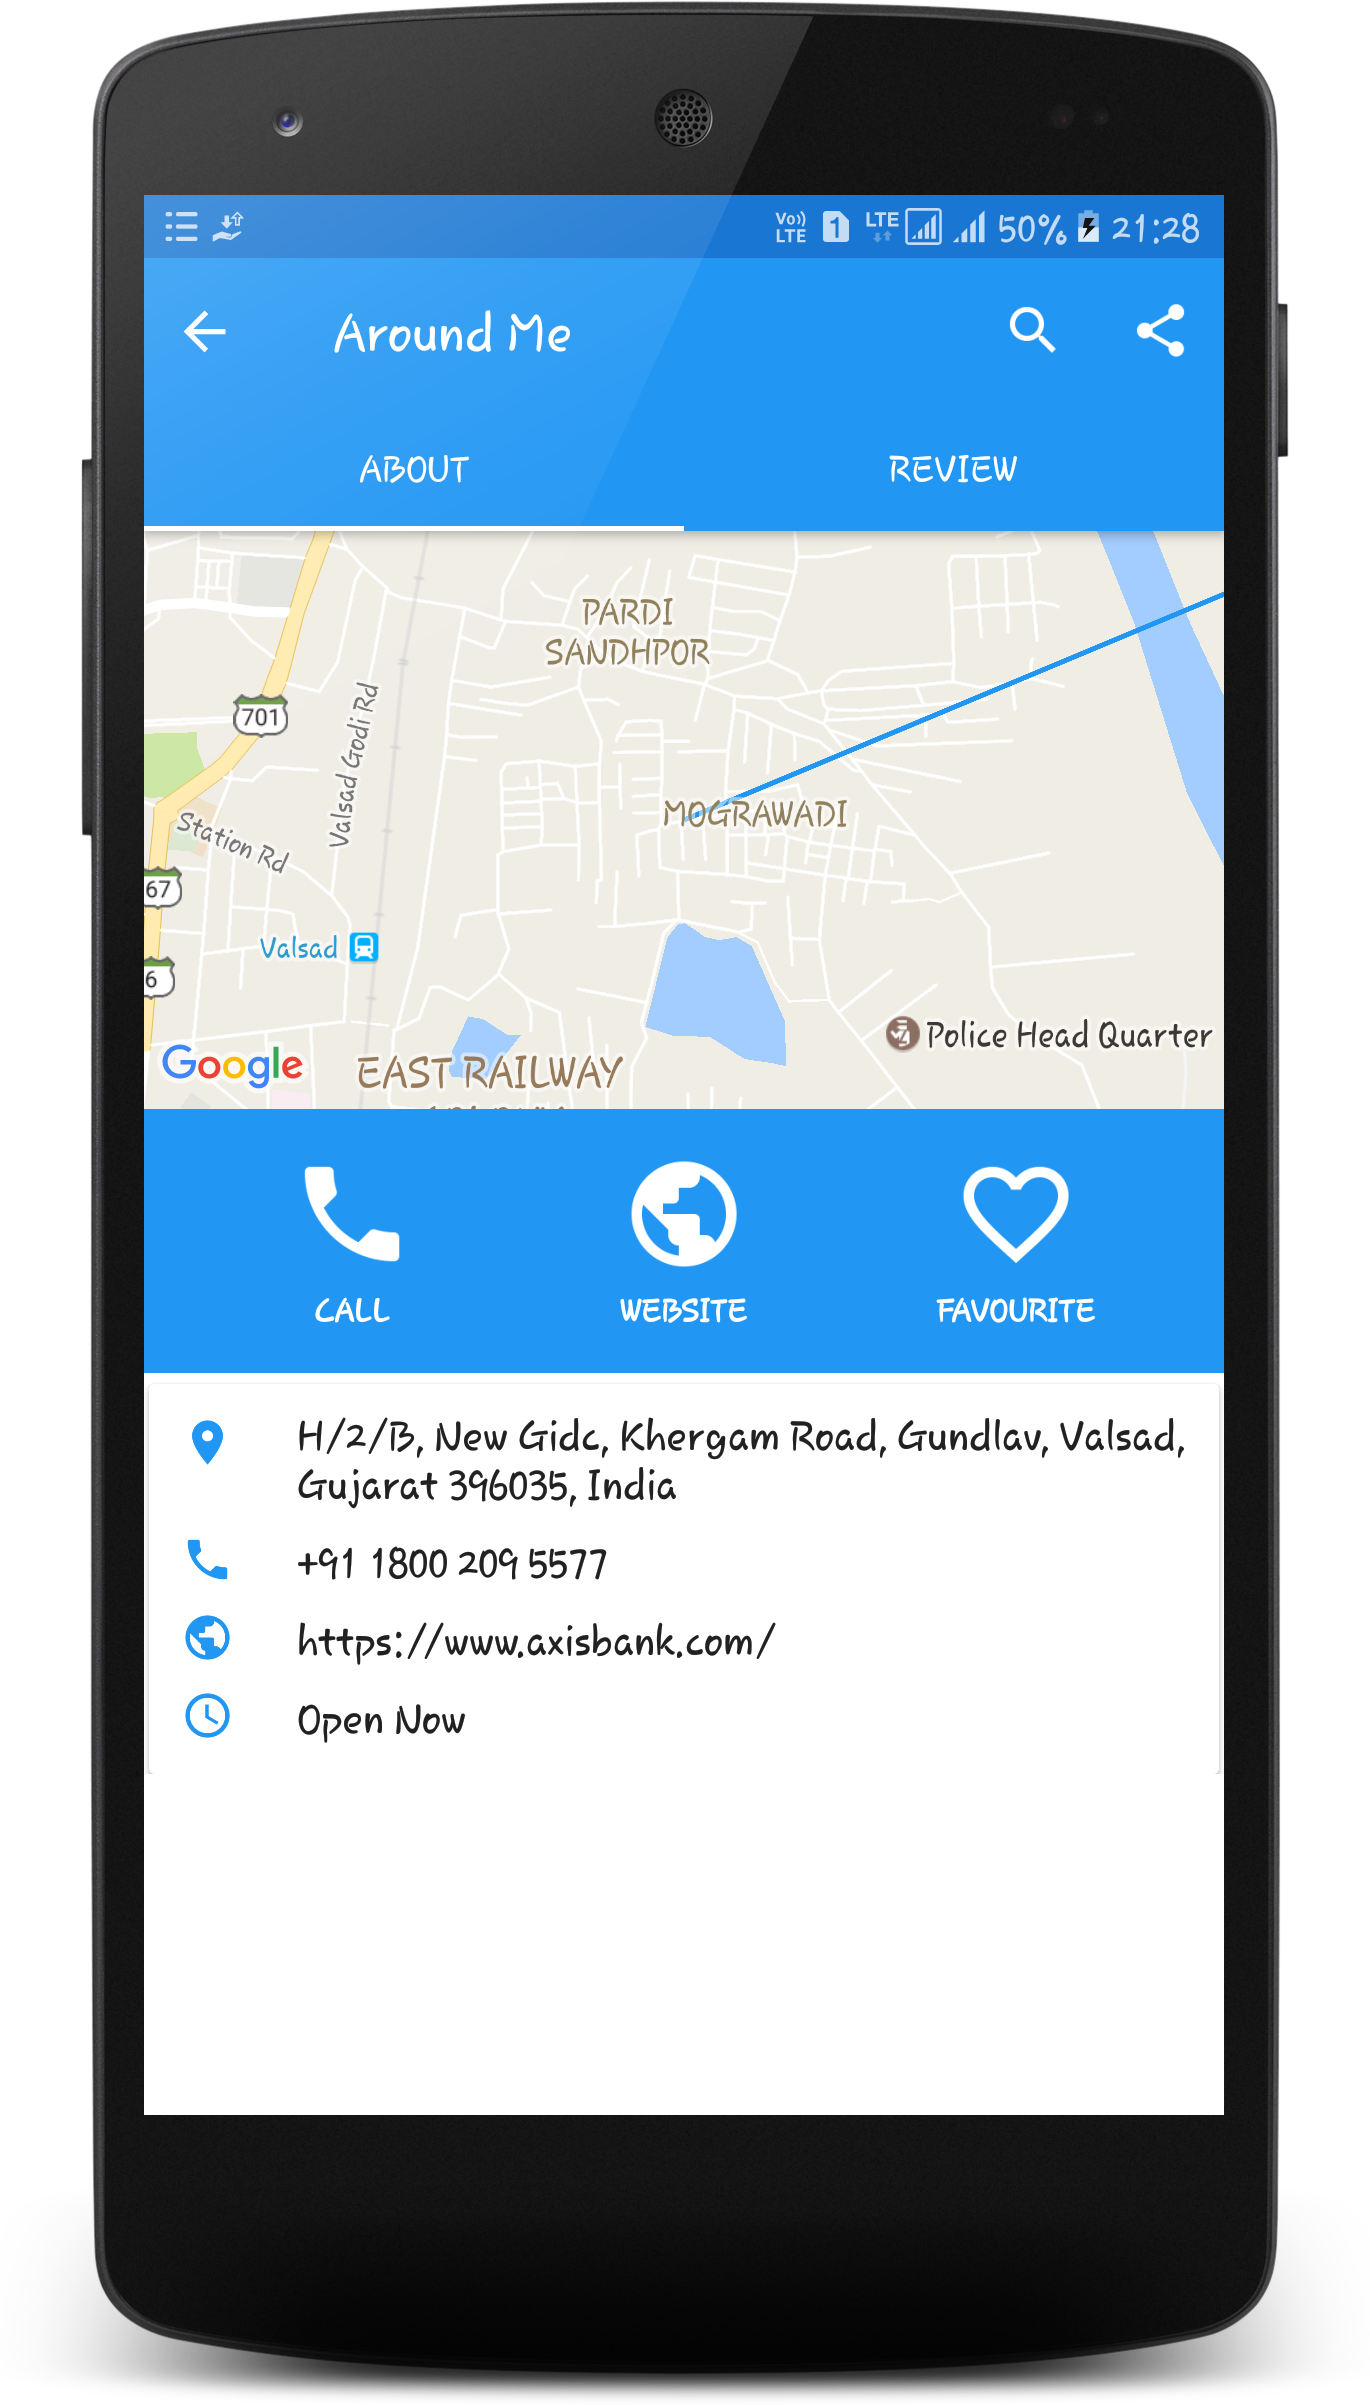 Vo)) LTE 1 LTE 50% 21:28
Around Me
ABOUT REVIEW
PARDI
SANDHPOR
701
Valsad Godi Rd
MOGRAWADI
Station Rd
67
Valsad
6
Police Head Quarter
Google
EAST RAILWAY
CALL WEBSITE FAVOURITE
H/2/B, New Gidc, Khergam Road, Gundlav, Valsad,
Gujarat 396035, India
+91 1800 209 5577
https://www.axisbank.com/
Open Now